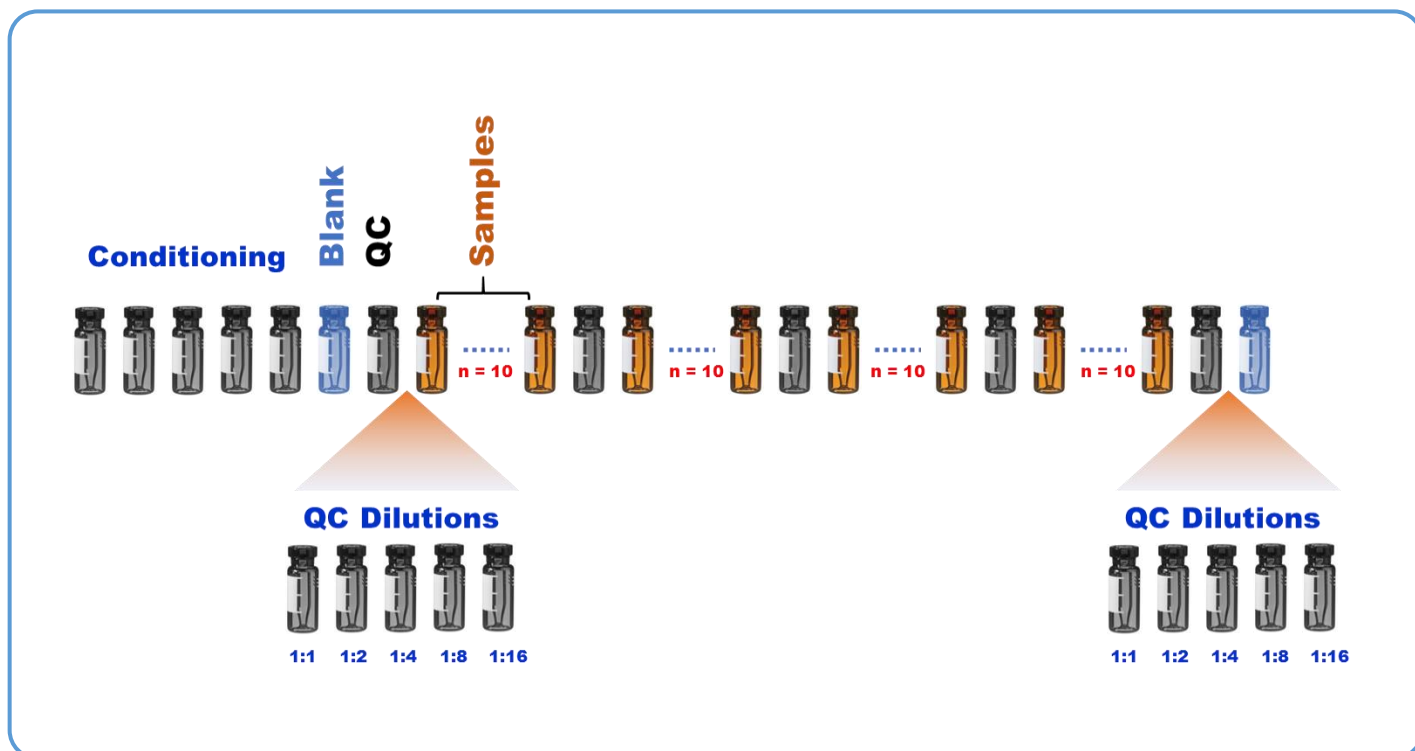 Conditioning
Blank
QC
Samples
n = 10
n = 10
n = 10
n = 10
QC Dilutions
1:1 1:2 1:4 1:8 1:16
QC Dilutions
1:1 1:2 1:4 1:8 1:16